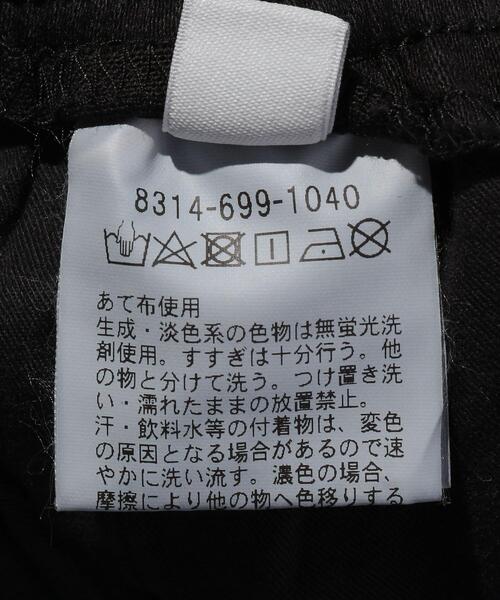 8314-699-1040
あて布使用
生成・淡色系の色物は無蛍光洗
剤使用。すすぎは十分行う。他
の物と分けて洗う。つけ置き洗
い・濡れたままの放置禁止。
汗・飲料水等の付着物は、変色
の原因となる場合があるので速
やかに洗い流す。濃色の場合、
摩擦により他の物へ色移りする